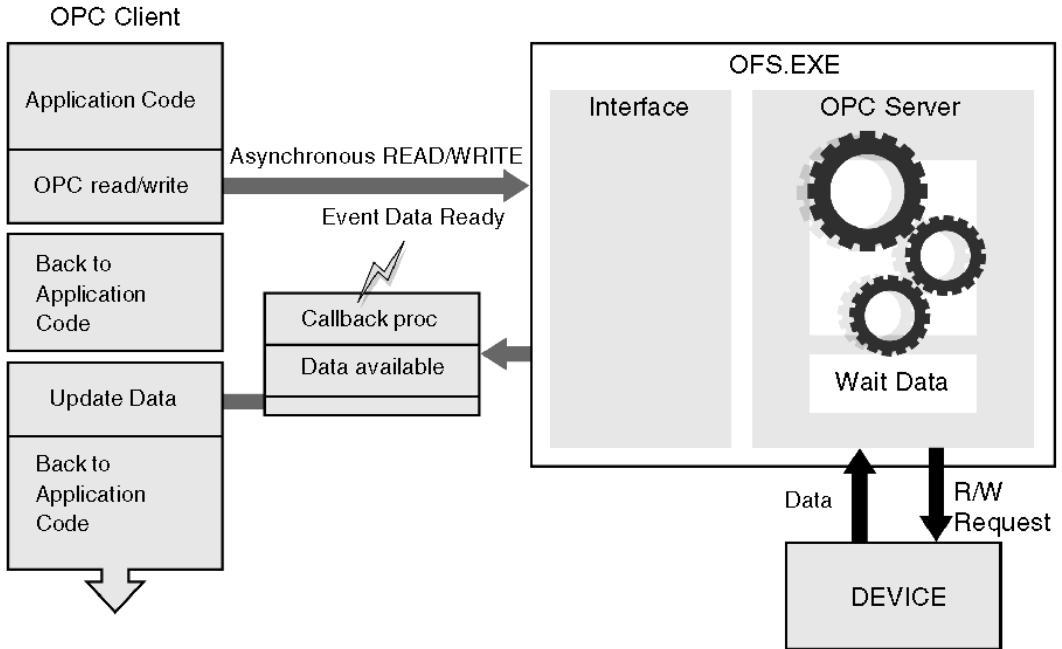 OPC Client
Application Code
OPC read/write
Back to
Application
Code
Update Data
Back to
Application
Code
Asynchronous READ/WRITE
Event Data Ready
Callback proc
Data available
OFS.EXE
Interface
OPC Server
Wait Data
Data
R/W
Request
DEVICE